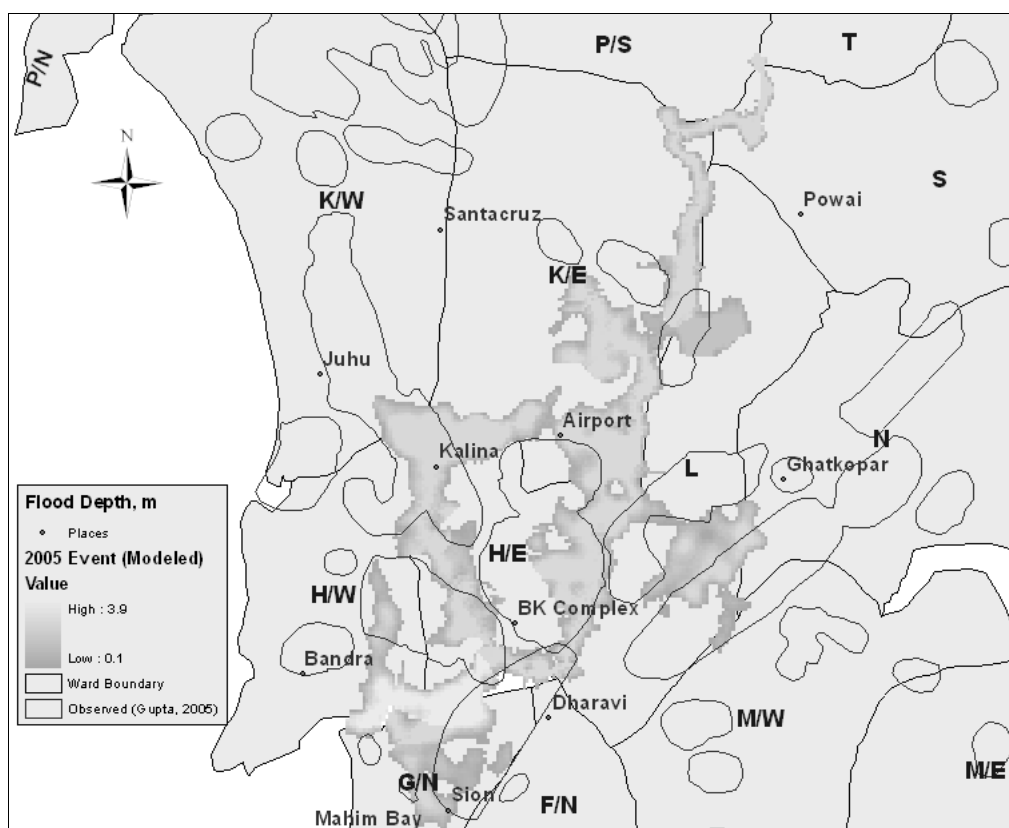 P/N
P/S
T
N
K/W
S
Powai
Santacruz
K/E
Juhu
Airport
Kalina
N
L
Ghatkopar
Flood Depth, m
Places
2005 Event (Modeled)
Value
High : 3.9
Low : 0.1
Ward Boundary
Observed (Gupta, 2005)
H/E
H/W
BK Complex
Bandra
Dharavi
M/W
M/E
G/N
Sion
F/N
Mahim Bay